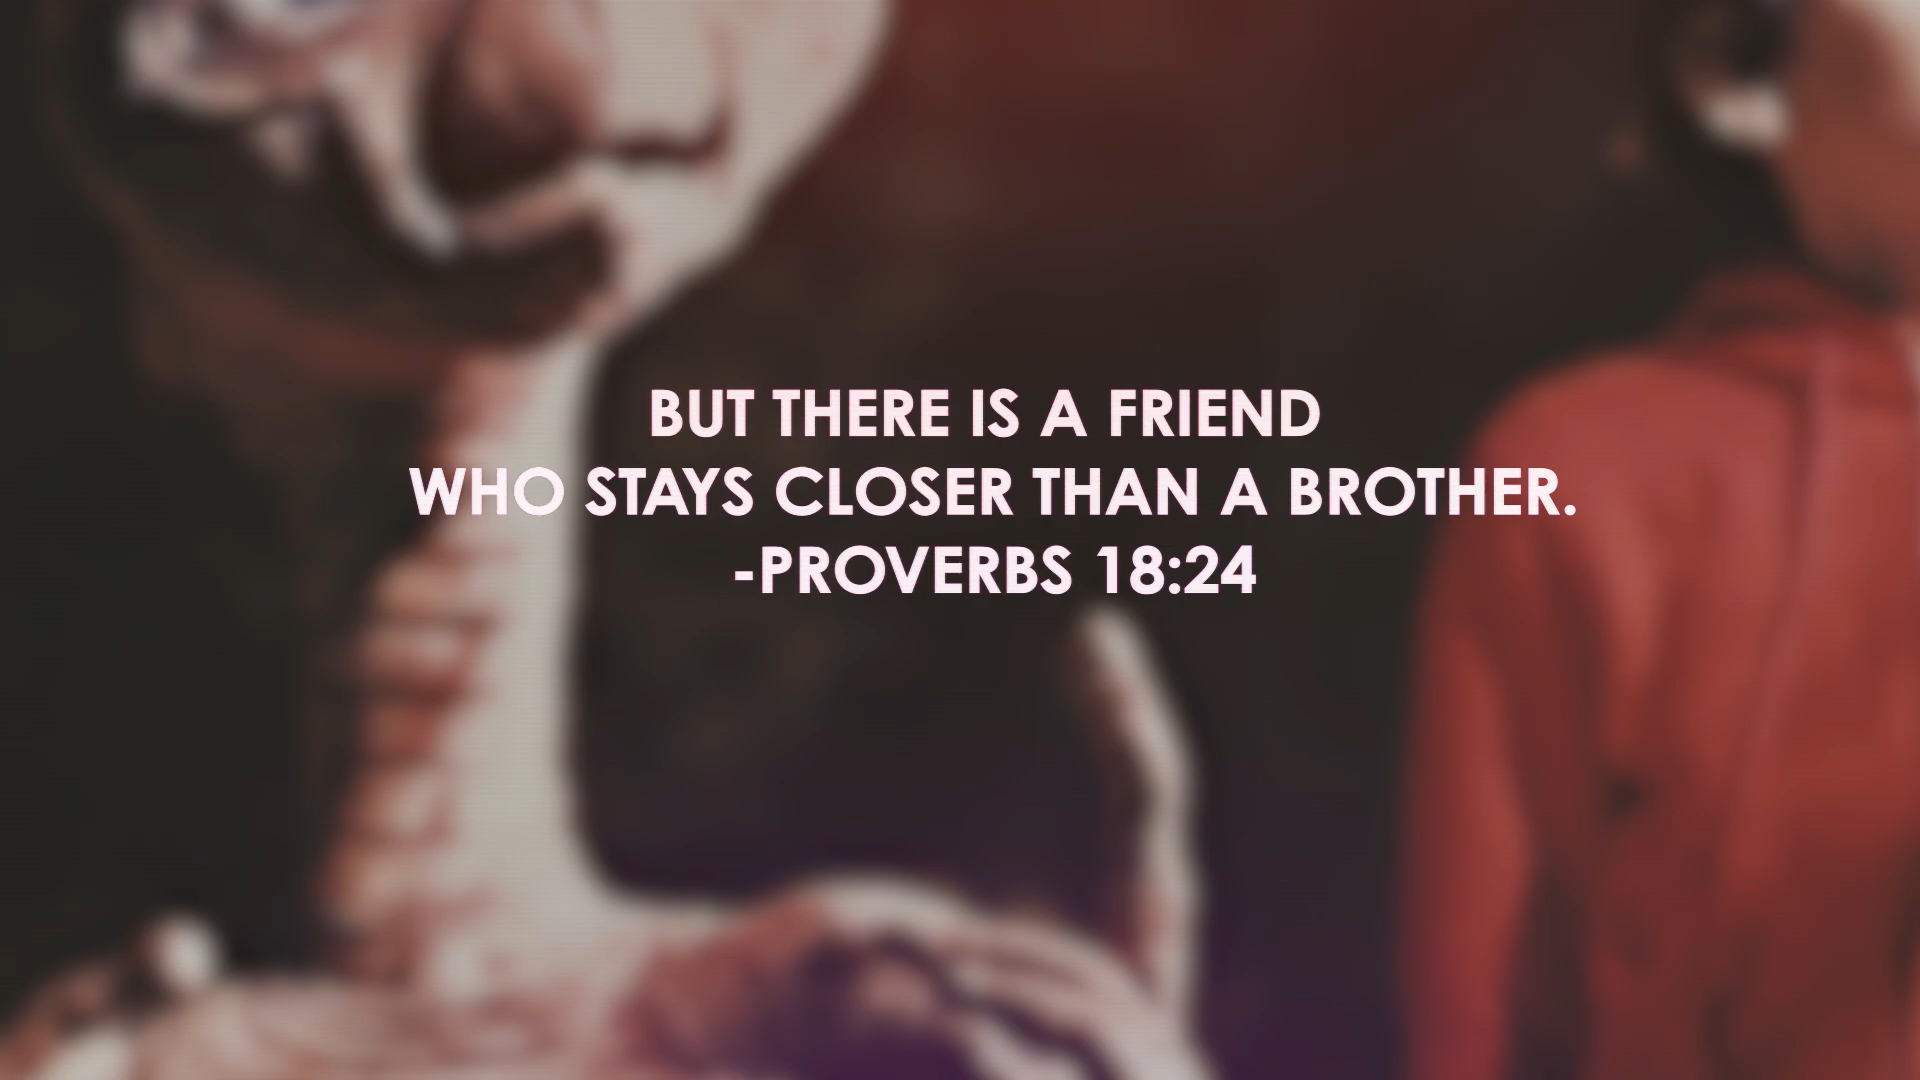 BUT THERE IS A FRIEND
WHO STAYS CLOSER THAN A BROTHER.
-PROVERBS 18:24